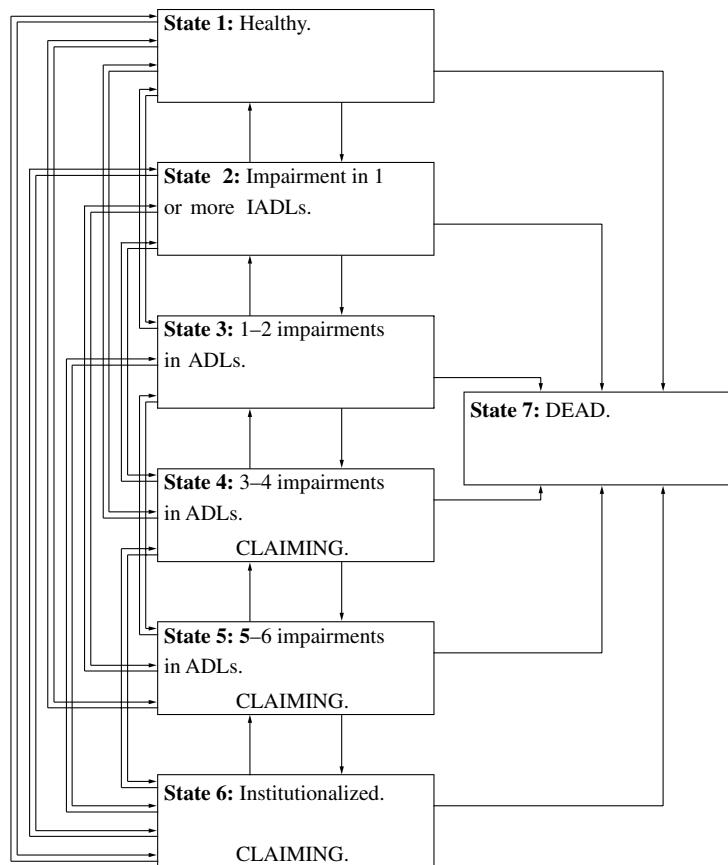 State 1: Healthy.
State 2: Impairment in 1
or more IADLs.
State 3: 1–2 impairments
in ADLs.
State 7: DEAD.
State 4: 3–4 impairments
in ADLs.
CLAIMING.
State 5: 5–6 impairments
in ADLs.
CLAIMING.
State 6: Institutionalized.
CLAIMING.